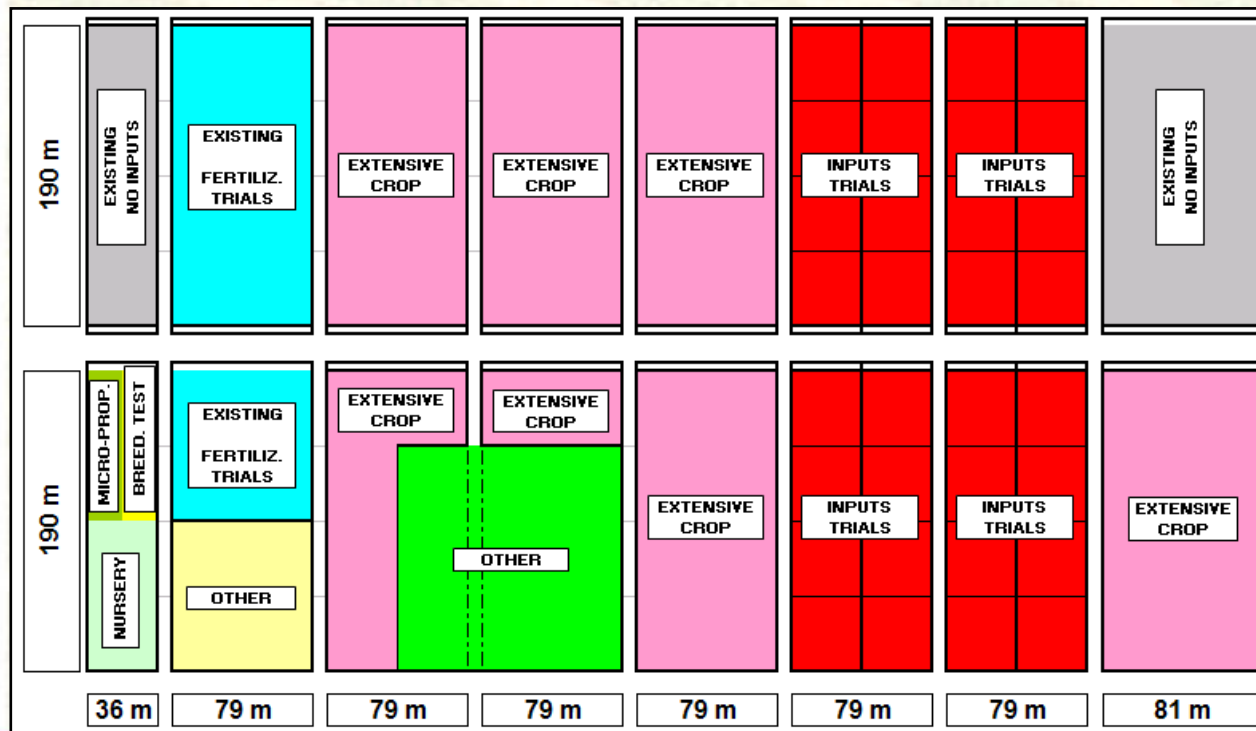 190 m
EXISTING
NO INPUTS
EXISTING
FERTILIZ.
TRIALS
EXTENSIVE
CROP
EXTENSIVE
CROP
EXTENSIVE
CROP
INPUTS
TRIALS
INPUTS
TRIALS
EXISTING
NO INPUTS
190 m
MICRO-PROP.
BREED. TEST
NURSERY
EXISTING
FERTILIZ.
TRIALS
OTHER
EXTENSIVE
CROP
EXTENSIVE
CROP
OTHER
EXTENSIVE
CROP
INPUTS
TRIALS
INPUTS
TRIALS
EXTENSIVE
CROP
36 m
79 m
79 m
79 m
79 m
79 m
79 m
81 m